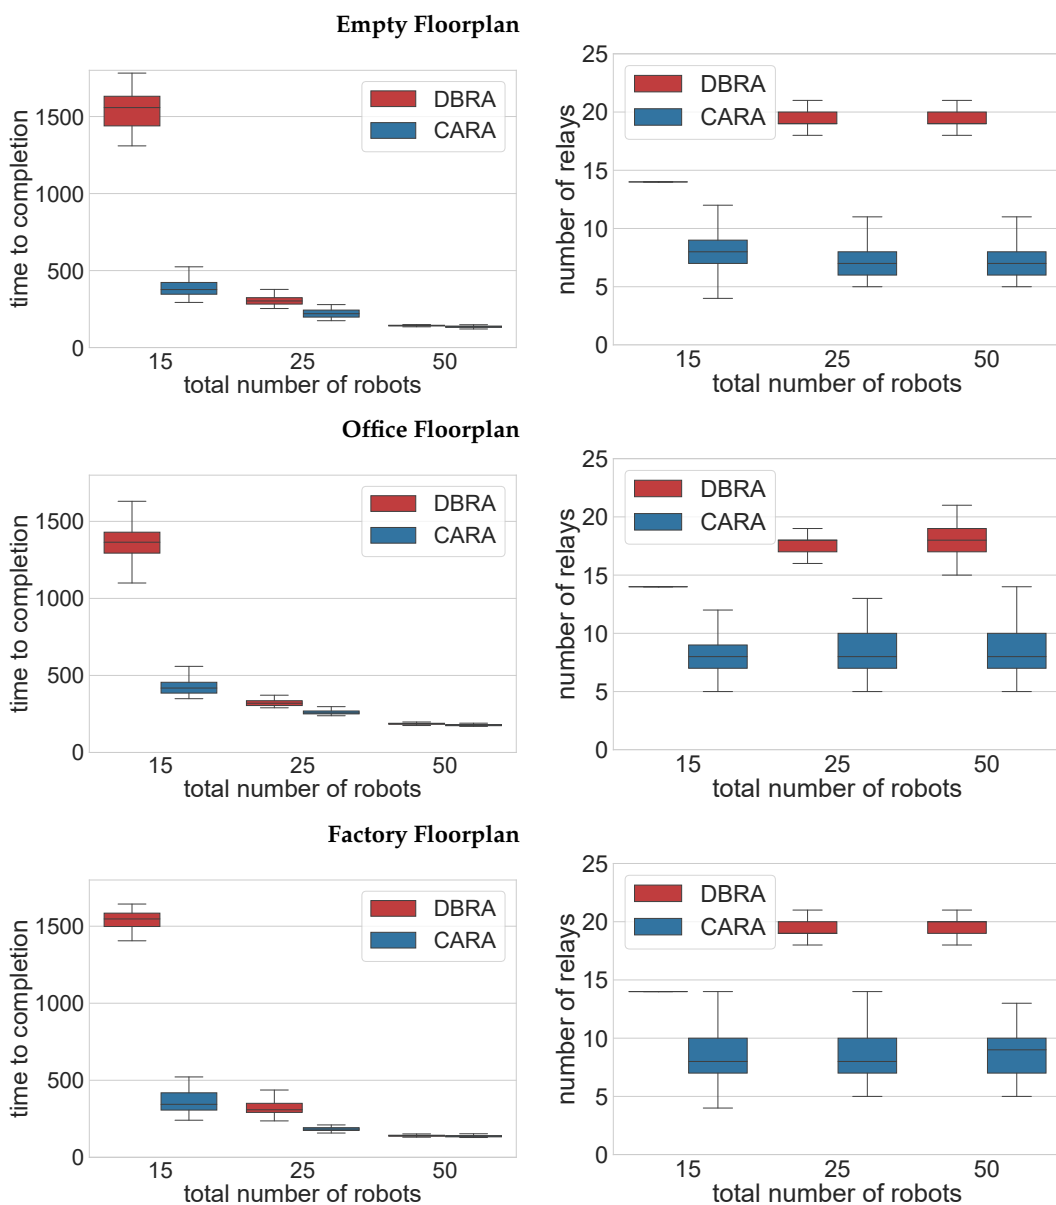 Empty Floorplan
time to completion
1500
1000
500
0
DBRA
CARA
15
25
50
total number of robots
number of relays
25
20
15
10
5
0
DBRA
CARA
15
25
50
total number of robots
Office Floorplan
time to completion
1500
1000
500
0
DBRA
CARA
15
25
50
total number of robots
number of relays
25
20
15
10
5
0
DBRA
CARA
15
25
50
total number of robots
Factory Floorplan
time to completion
1500
1000
500
0
DBRA
CARA
15
25
50
total number of robots
number of relays
25
20
15
10
5
0
DBRA
CARA
15
25
50
total number of robots